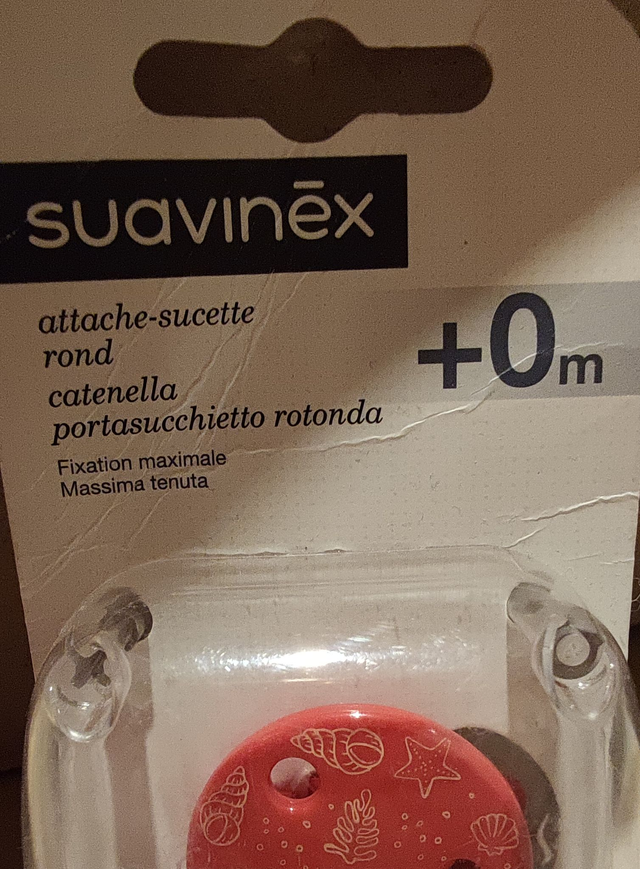 suavinēx
attache-sucette
rond
catenella
portasucchietto rotonda
Fixation maximale
Massima tenuta
+0m